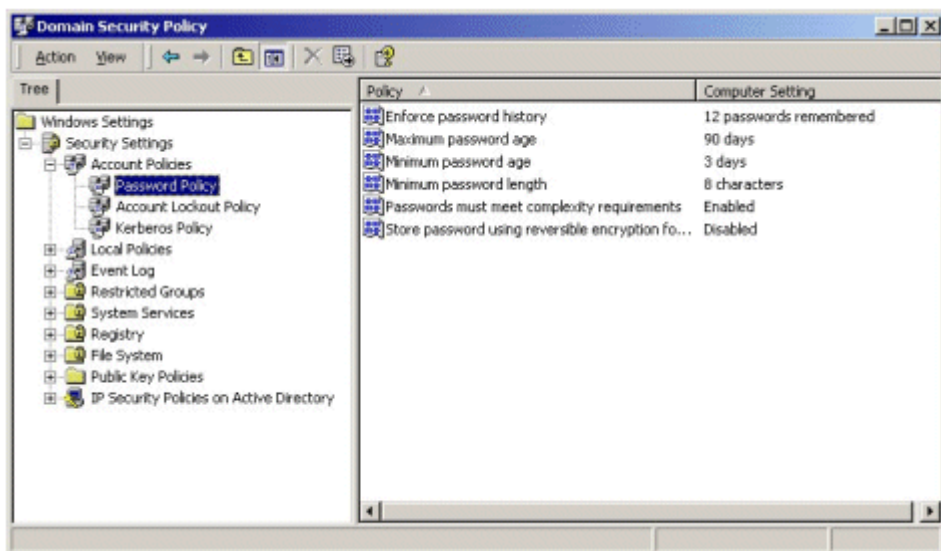 Domain Security Policy
Action View
Tree
Windows Settings
Security Settings
Account Policies
Password Policy
Account Lockout Policy
Kerberos Policy
Local Policies
Event Log
Restricted Groups
System Services
Registry
File System
Public Key Policies
IP Security Policies on Active Directory
Policy Computer Setting
Enforce password history 12 passwords remembered
Maximum password age 90 days
Minimum password age 3 days
Minimum password length 8 characters
Passwords must meet complexity requirements Enabled
Store password using reversible encryption fo... Disabled